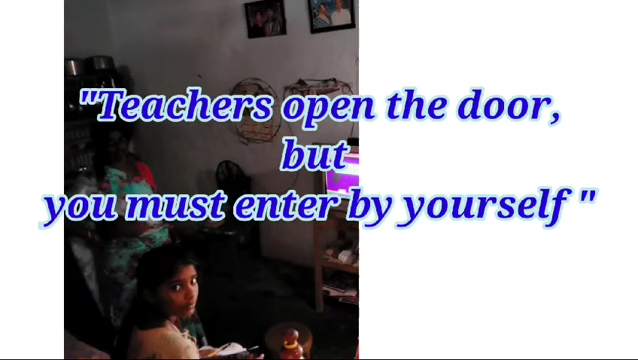 "Teachers open the door,
but
you must enter by yourself "